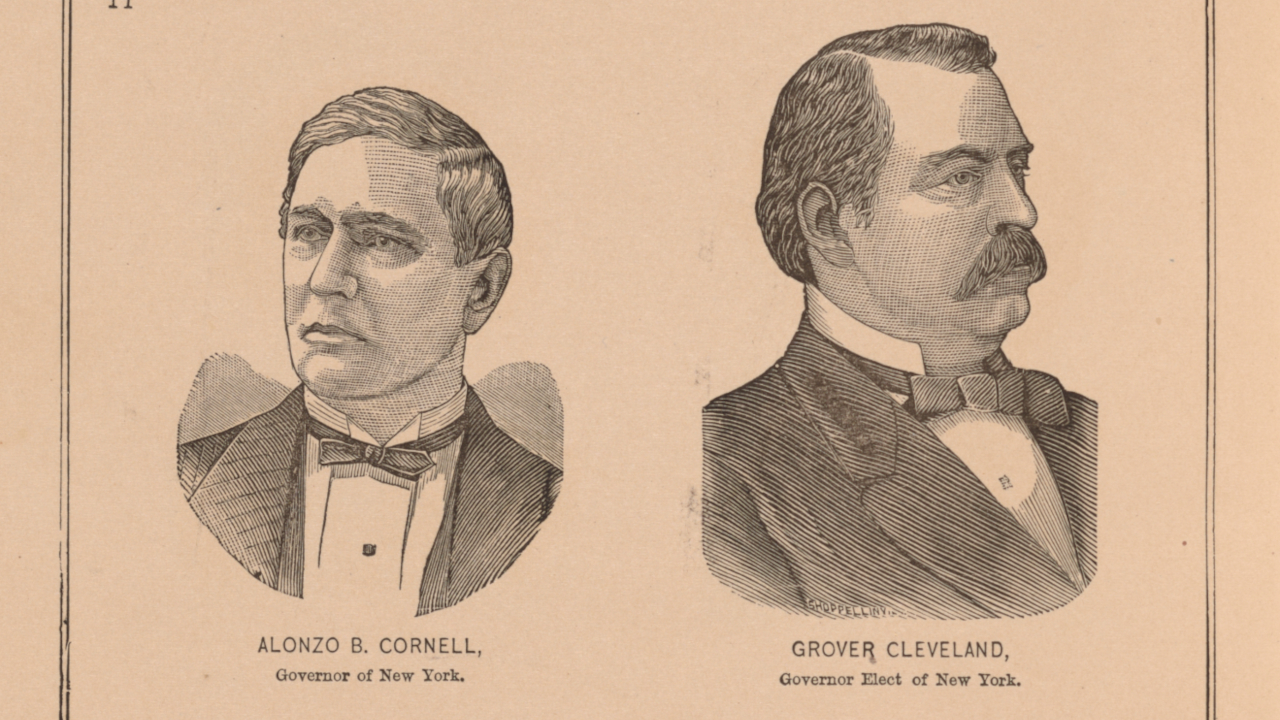 ALONZO B. CORNELL,
Governor of New York.
GROVER CLEVELAND,
Governor Elect of New York.